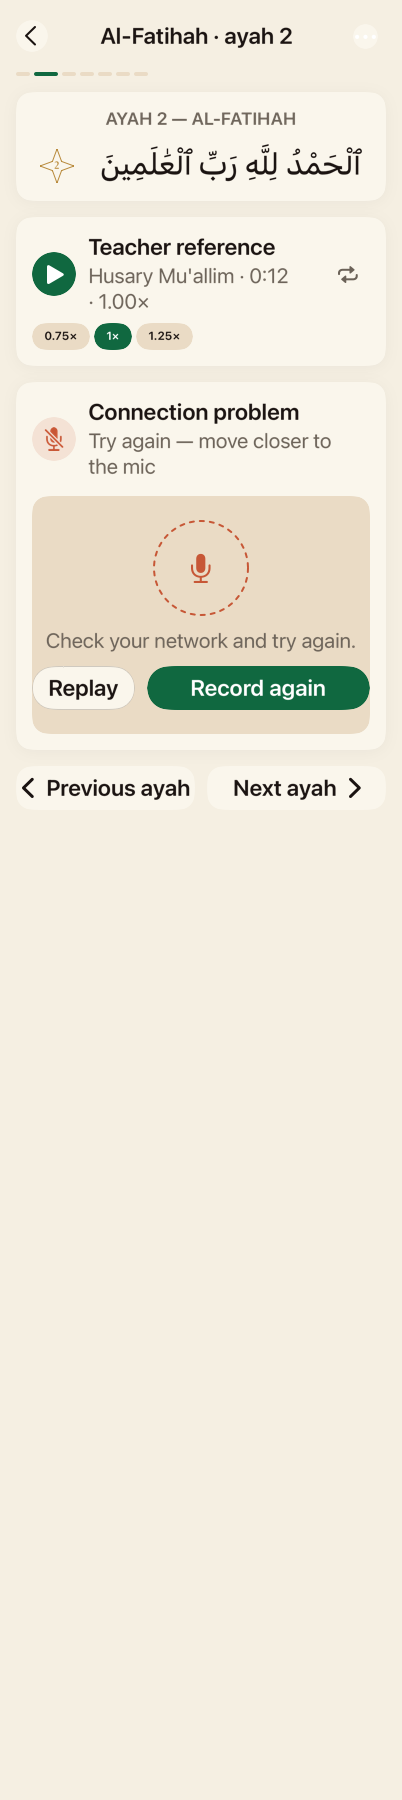 Al-Fatihah · ayah 2
AYAH 2 — AL-FATIHAH
ٱلْحَمْدُ لِلَّهِ رَبِّ ٱلْعَٰلَمِينَ
2
Teacher reference
Husary Mu'allim · 0:12
· 1.00×
0.75× 1× 1.25×
Connection problem
Try again — move closer to
the mic
Check your network and try again.
Replay Record again
Previous ayah Next ayah